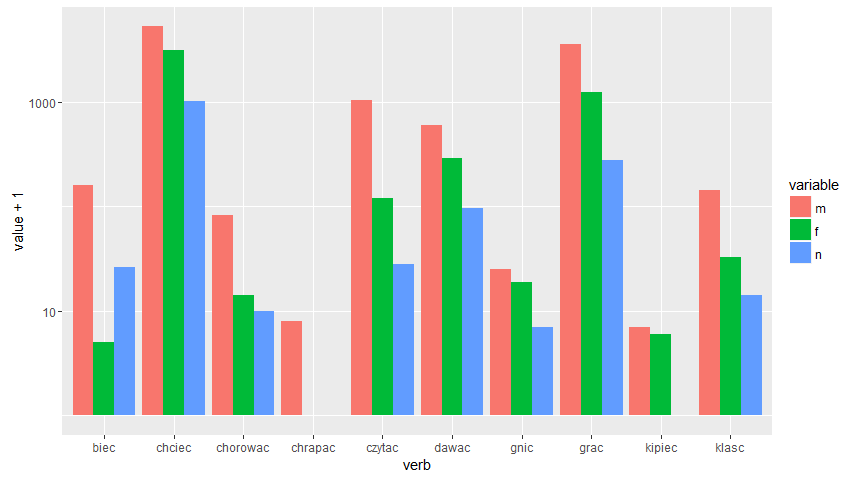 1000
10
value + 1
biec chciec chorowac chrapac czytac dawac gnic grac kipiec klasc
verb
variable
m
f
n